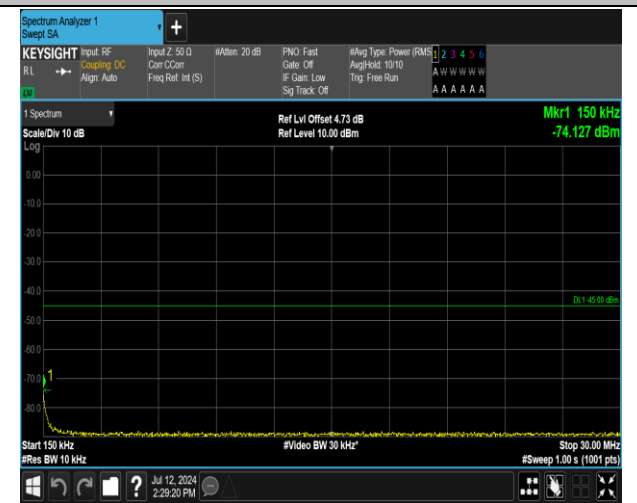 Spectrum Analyzer 1
Swept SA
+
KEYSIGHT Input: RF Input Z: 50 Ω #Atten: 20 dB PNO: Fast #Avg Type: Power (RMS 1 2 3 4 5 6
RL Coupling: DC Corr CCorr Gate: Off Avg|Hold: 10/10 A W W W W W
Align: Auto Freq Ref: Int (S) IF Gain: Low Trig: Free Run
Sig Track: Off A A A A A A
1 Spectrum Ref Lvl Offset 4.73 dB Mkr1 150 kHz
Scale/Div 10 dB Ref Level 10.00 dBm -74.127 dBm
Log
0.00
-10.0
-20.0
-30.0
-40.0
DL1 -45.00 dBm
-50.0
-60.0
-70.0 1
-80.0
Start 150 kHz #Video BW 30 kHz* Stop 30.00 MHz
#Res BW 10 kHz #Sweep 1.00 s (1001 pts)
? Jul 12, 2024
2:29:20 PM